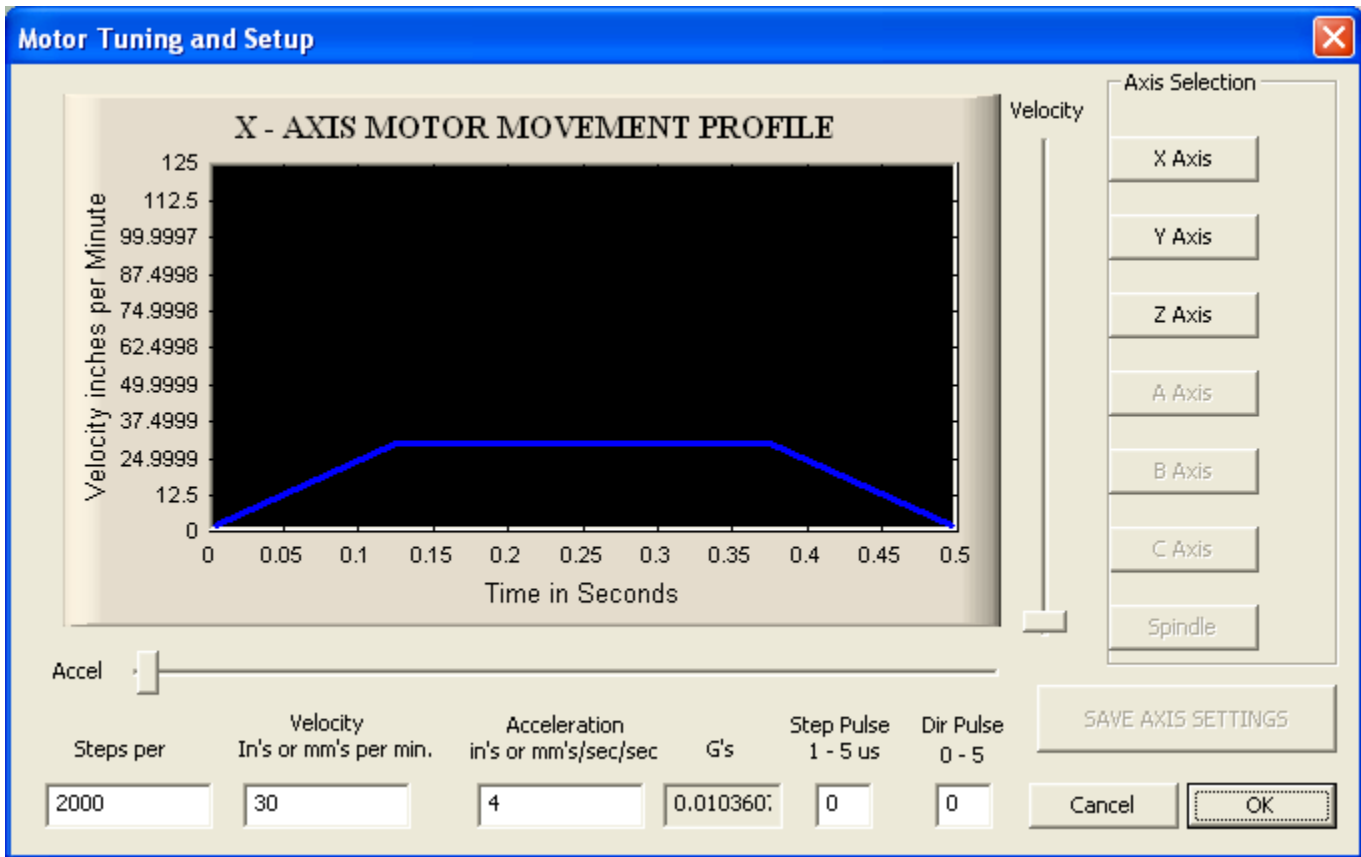 Motor Tuning and Setup
X - AXIS MOTOR MOVEMENT PROFILE
Velocity inches per Minute
125
112.5
99.9997
87.4998
74.9998
62.4998
49.9999
37.4999
24.9999
12.5
0
0 0.05 0.1 0.15 0.2 0.25 0.3 0.35 0.4 0.45 0.5
Time in Seconds
Velocity
Axis Selection
X Axis
Y Axis
Z Axis
A Axis
B Axis
C Axis
Spindle
Accel
Steps per
2000
Velocity
In's or mm's per min.
30
Acceleration
in's or mm's/sec/sec
4
G's
0.010360
Step Pulse
1 - 5 us
0
Dir Pulse
0 - 5
0
SAVE AXIS SETTINGS
Cancel
OK